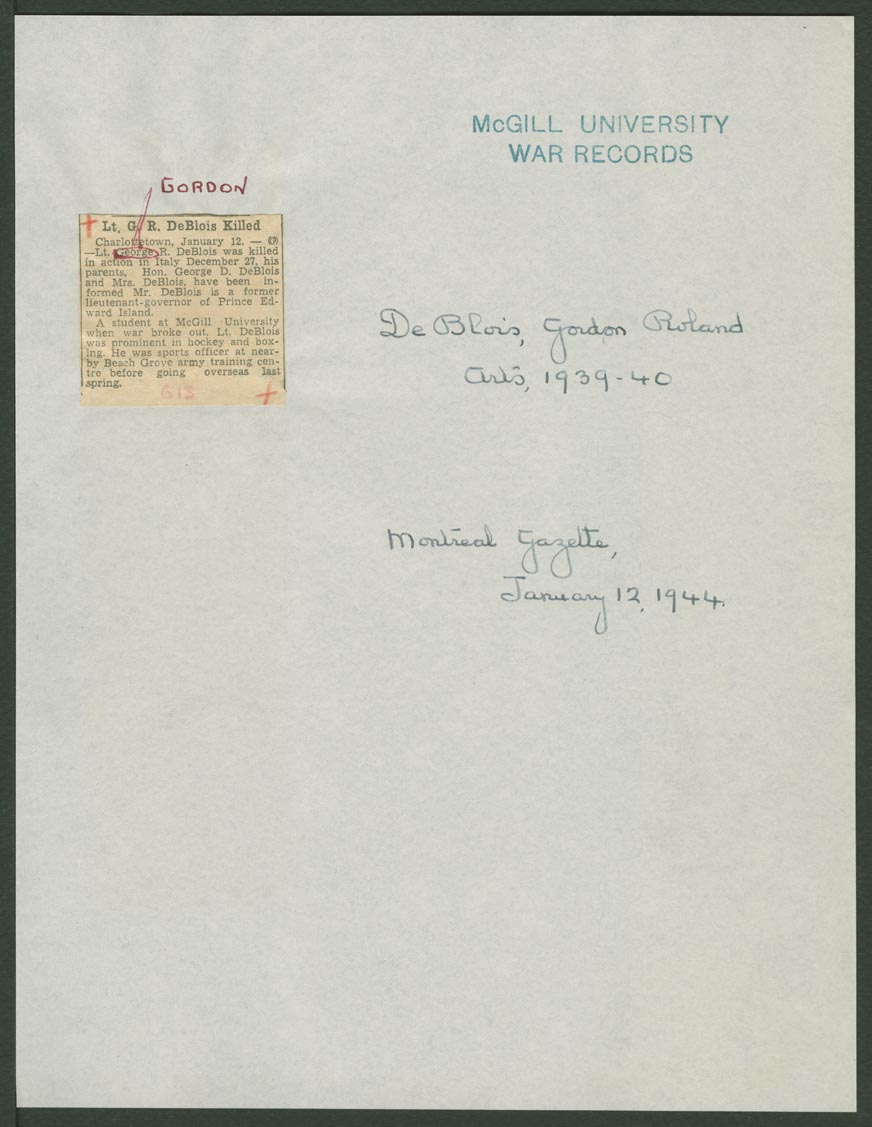 McGILL UNIVERSITY
WAR RECORDS
GORDON
Lt. G. R. DeBlois Killed
Charlottetown, January 12. — (CP)
—Lt. George R. DeBlois was killed
in action in Italy December 27, his
parents, Hon. George D. DeBlois
and Mrs. DeBlois, have been in-
formed Mr. DeBlois is a former
lieutenant-governor of Prince Ed-
ward Island.
A student at McGill University
when war broke out, Lt. DeBlois
was prominent in hockey and box-
ing. He was sports officer at near-
by Beach Grove army training cen-
tre before going overseas last
spring.
613
De Blois, Gordon Roland
Arts, 1939-40
Montreal Gazette,
January 12, 1944.